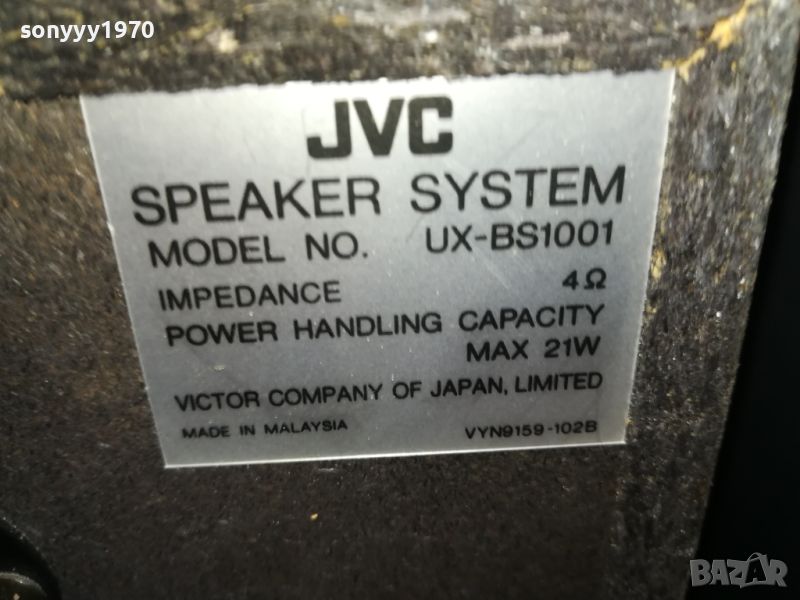 sonyyy1970
JVC
SPEAKER SYSTEM
MODEL NO. UX-BS1001
IMPEDANCE 4Ω
POWER HANDLING CAPACITY
MAX 21W
VICTOR COMPANY OF JAPAN, LIMITED
MADE IN MALAYSIA VYN9159-102B
BAZAR